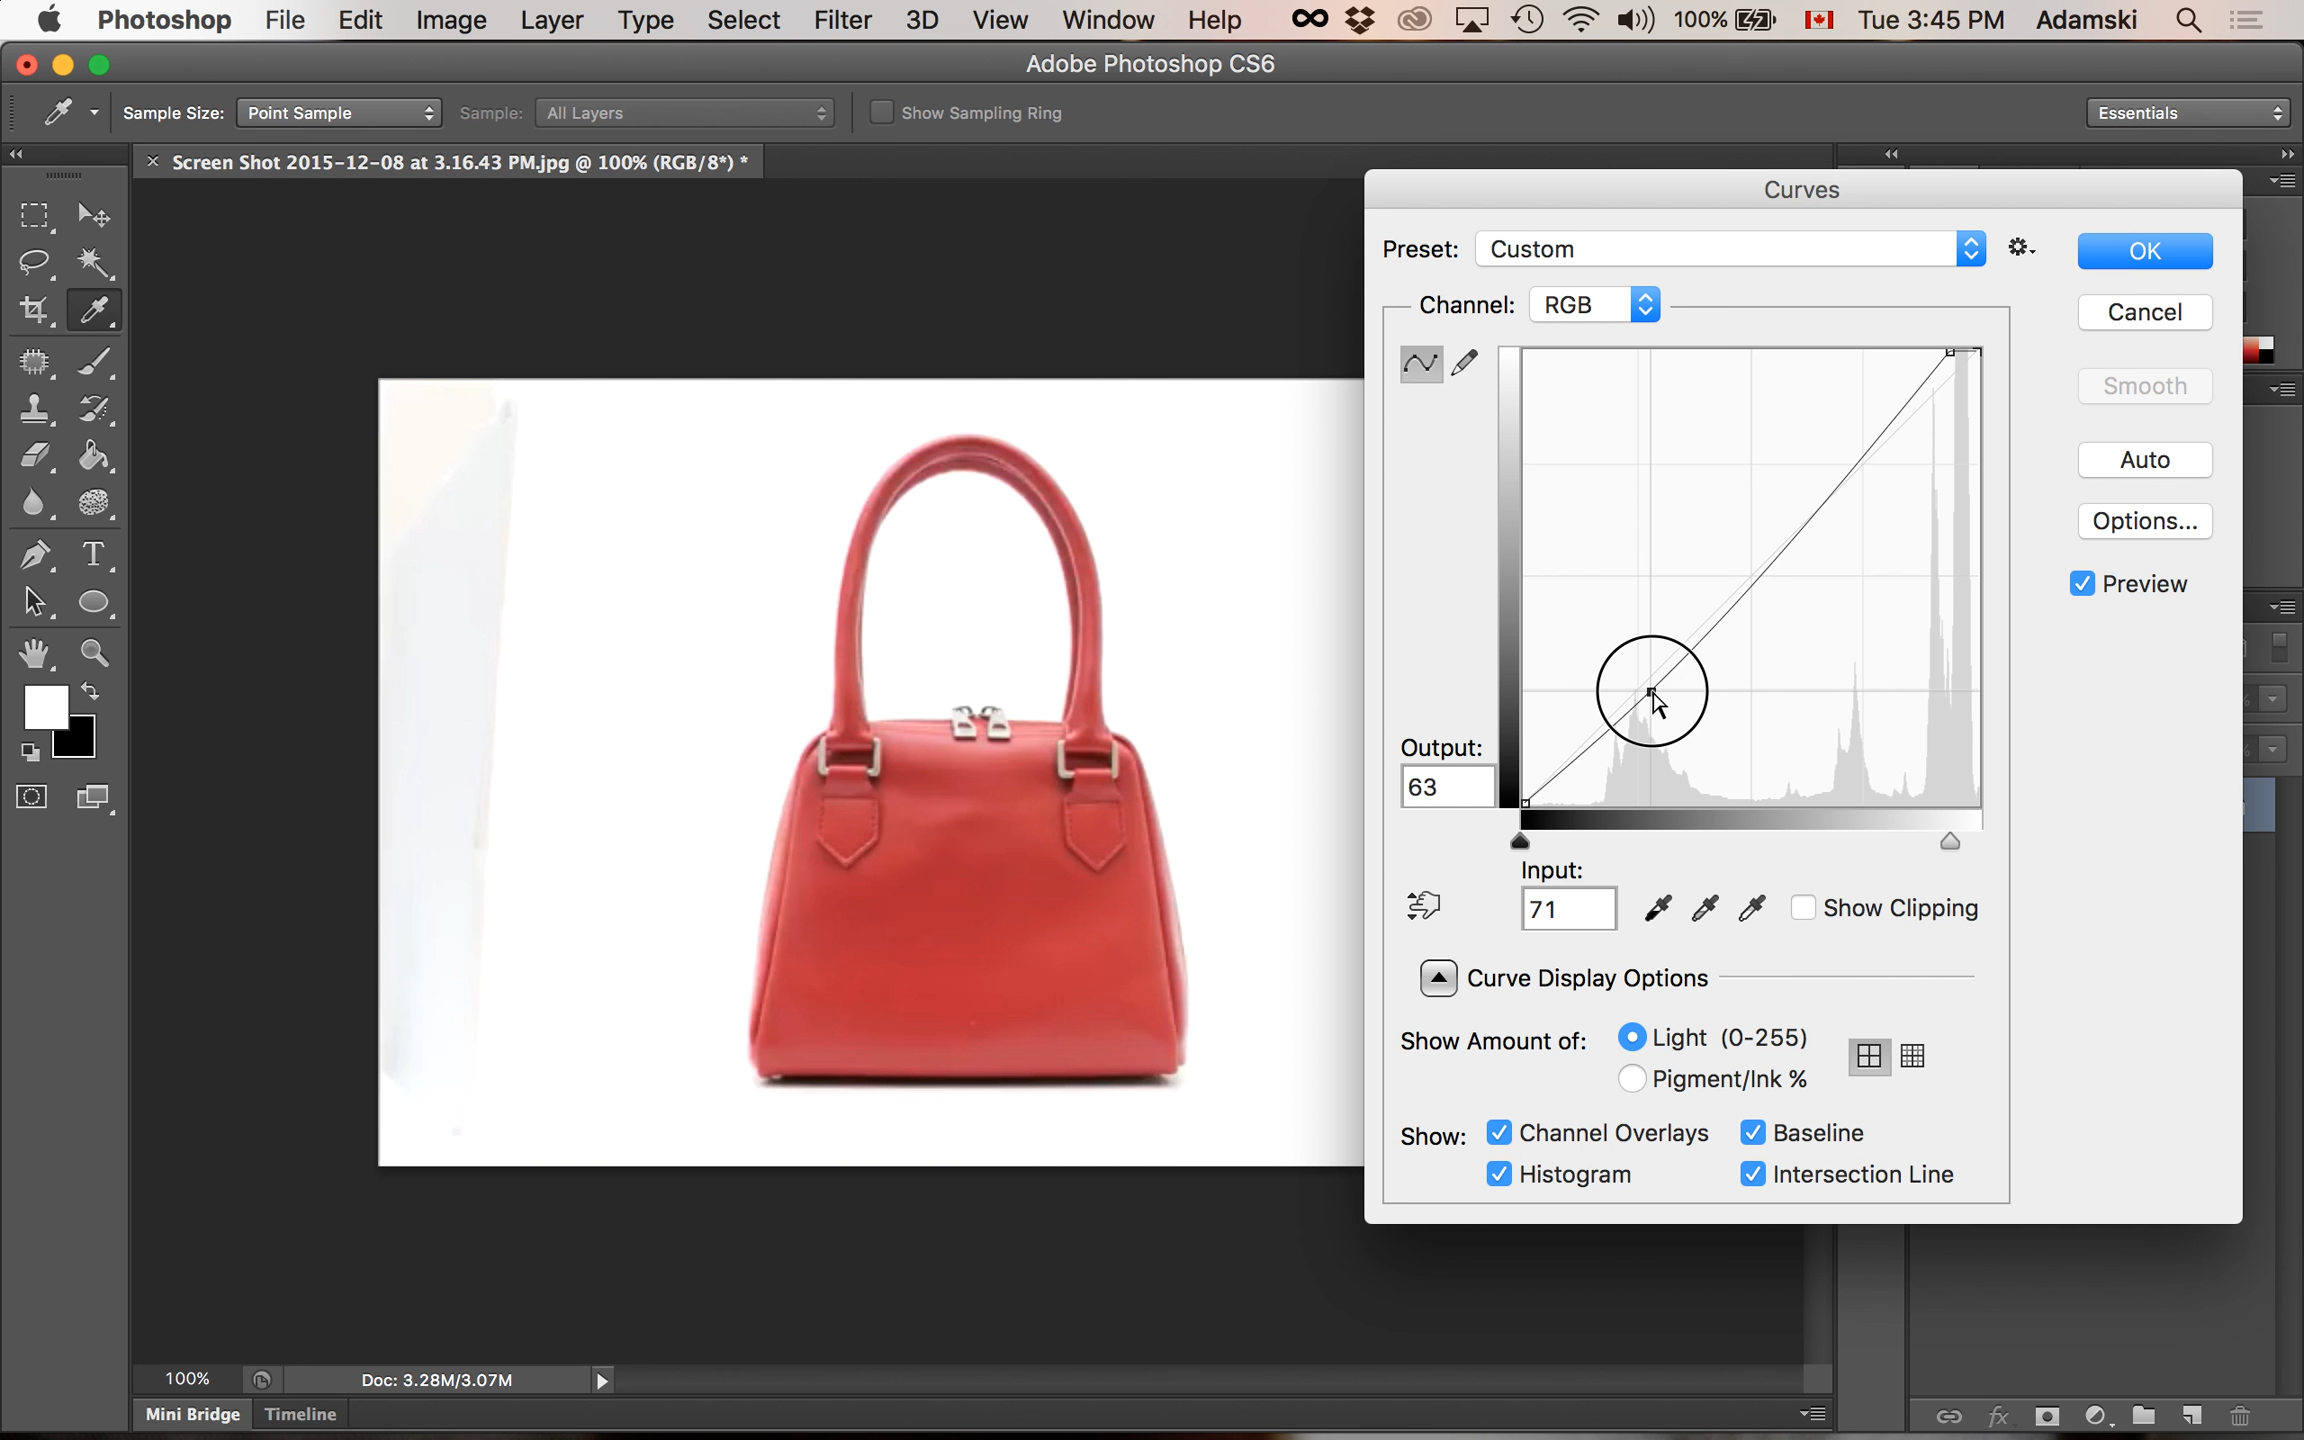 Photoshop File Edit Image Layer Type Select Filter 3D View Window Help 100% Tue 3:45 PM Adamski
Adobe Photoshop CS6
Sample Size: Point Sample Sample: All Layers Show Sampling Ring Essentials
Screen Shot 2015-12-08 at 3.16.43 PM.jpg @ 100% (RGB/8*) *
Curves
Preset: Custom
OK
Channel: RGB
Cancel
Smooth
Auto
Options...
Preview
Output:
63
Input:
71
Show Clipping
Curve Display Options
Show Amount of: Light (0-255)
Pigment/Ink %
Show: Channel Overlays Baseline
Histogram Intersection Line
T
%
%
100% Doc: 3.28M/3.07M
Mini Bridge Timeline
fx